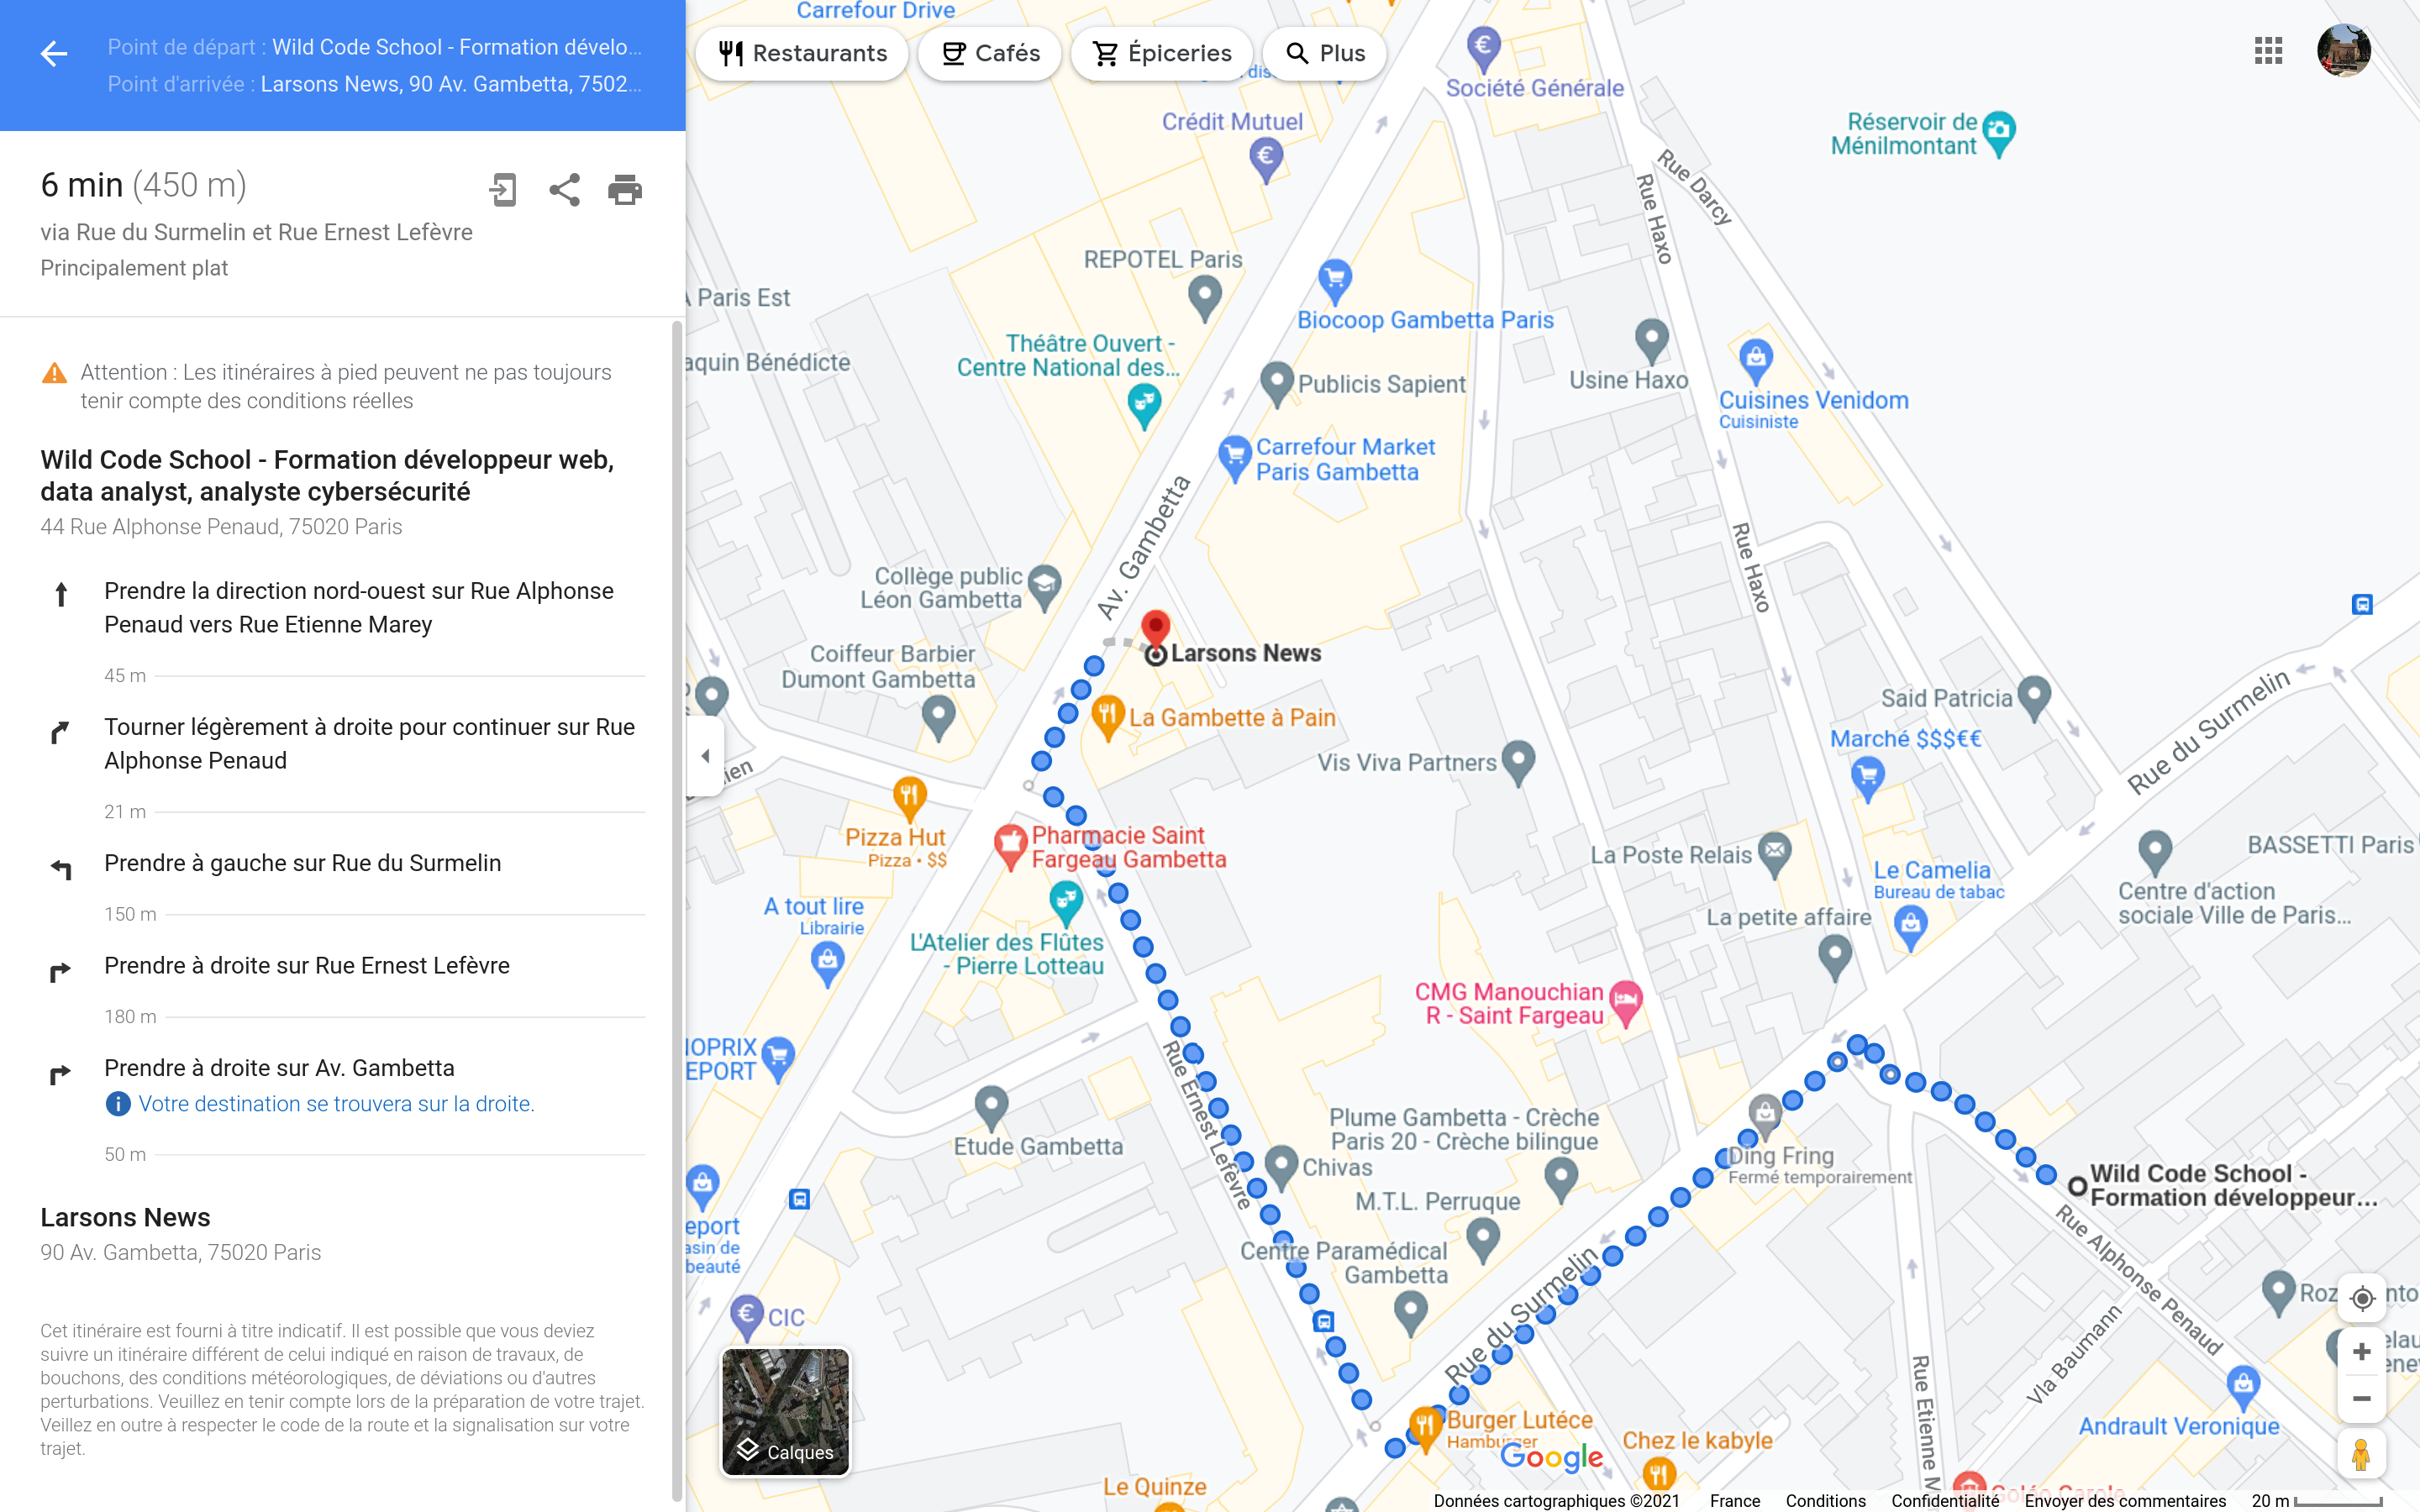 Point de départ : Wild Code School - Formation dévelo...
Point d'arrivée : Larsons News, 90 Av. Gambetta, 7502...
6 min (450 m)
via Rue du Surmelin et Rue Ernest Lefèvre
Principalement plat
Attention : Les itinéraires à pied peuvent ne pas toujours
tenir compte des conditions réelles
Wild Code School - Formation développeur web,
data analyst, analyste cybersécurité
44 Rue Alphonse Penaud, 75020 Paris
Prendre la direction nord-ouest sur Rue Alphonse
Penaud vers Rue Etienne Marey
45 m
Tourner légèrement à droite pour continuer sur Rue
Alphonse Penaud
21 m
Prendre à gauche sur Rue du Surmelin
150 m
Prendre à droite sur Rue Ernest Lefèvre
180 m
Prendre à droite sur Av. Gambetta
Votre destination se trouvera sur la droite.
50 m
Larsons News
90 Av. Gambetta, 75020 Paris
Cet itinéraire est fourni à titre indicatif. Il est possible que vous deviez
suivre un itinéraire différent de celui indiqué en raison de travaux, de
bouchons, des conditions météorologiques, de déviations ou d'autres
perturbations. Veuillez en tenir compte lors de la préparation de votre trajet.
Veillez en outre à respecter le code de la route et la signalisation sur votre
trajet.
Carrefour Drive
Restaurants
Cafés
Épiceries
Plus
Société Générale
Crédit Mutuel
Réservoir de
Ménilmontant
Rue Darcy
Rue Haxo
REPOTEL Paris
Paris Est
Biocoop Gambetta Paris
Théâtre Ouvert -
Centre National des...
aquin Bénédicte
Publicis Sapient
Usine Haxo
Cuisines Venidom
Cuisiniste
Carrefour Market
Paris Gambetta
Av. Gambetta
Rue Haxo
Collège public
Léon Gambetta
Larsons News
Coiffeur Barbier
Dumont Gambetta
La Gambette à Pain
Said Patricia
Rue du Surmelin
Marché $$$€€
Vis Viva Partners
ien
Pizza Hut
Pizza • $$
Pharmacie Saint
Fargeau Gambetta
La Poste Relais
BASSETTI Paris
Le Camelia
Bureau de tabac
Centre d'action
sociale Ville de Paris...
A tout lire
Librairie
La petite affaire
L'Atelier des Flûtes
- Pierre Lotteau
CMG Manouchian
R - Saint Fargeau
IOPRIX
EPORT
Rue Ernest Lefèvre
Etude Gambetta
Plume Gambetta - Crèche
Paris 20 - Crèche bilingue
Chivas
Ding Fring
Fermé temporairement
Wild Code School -
Formation développeur...
M.T.L. Perruque
eport
asin de
beauté
Centre Paramédical
Gambetta
Rue du Surmelin
Rue Alphonse Penaud
Vla Baumann
Rue Etienne M
CIC
Calques
Burger Lutéce
Hamburger
Google
Chez le kabyle
Andrault Veronique
Le Quinze
Données cartographiques ©2021
France
Conditions
Confidentialité
Envoyer des commentaires
20 m